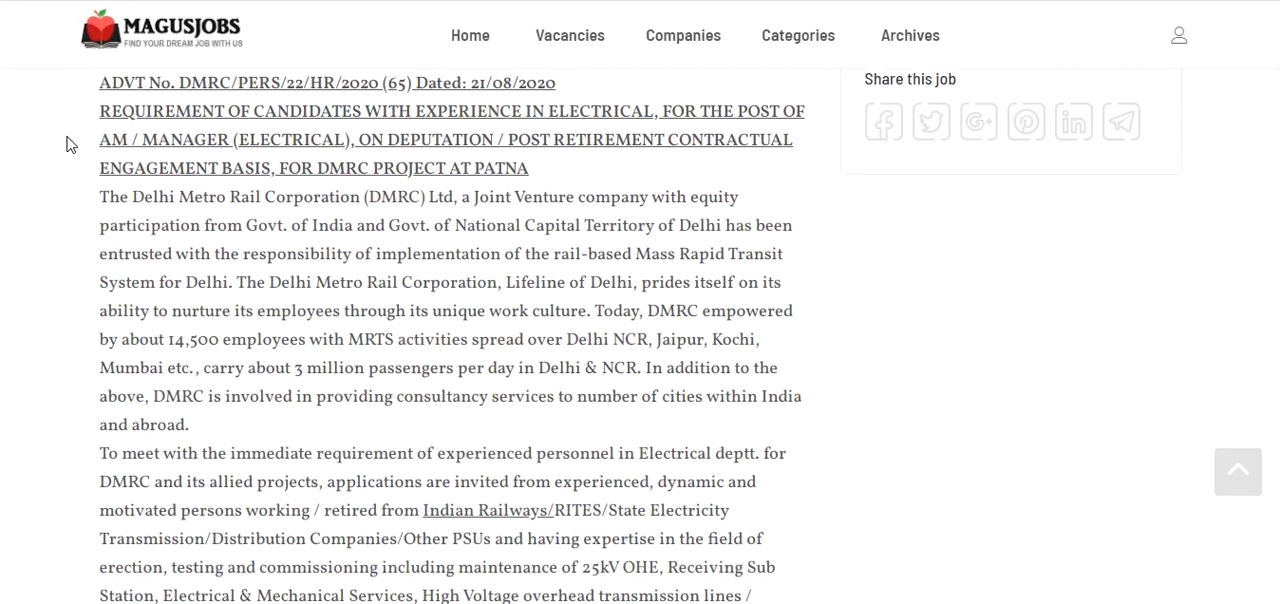 MAGUSJOBS
FIND YOUR DREAM JOB WITH US
Home Vacancies Companies Categories Archives
ADVT No. DMRC/PERS/22/HR/2020 (65) Dated: 21/08/2020
REQUIREMENT OF CANDIDATES WITH EXPERIENCE IN ELECTRICAL, FOR THE POST OF
AM / MANAGER (ELECTRICAL), ON DEPUTATION / POST RETIREMENT CONTRACTUAL
ENGAGEMENT BASIS, FOR DMRC PROJECT AT PATNA
The Delhi Metro Rail Corporation (DMRC) Ltd, a Joint Venture company with equity
participation from Govt. of India and Govt. of National Capital Territory of Delhi has been
entrusted with the responsibility of implementation of the rail-based Mass Rapid Transit
System for Delhi. The Delhi Metro Rail Corporation, Lifeline of Delhi, prides itself on its
ability to nurture its employees through its unique work culture. Today, DMRC empowered
by about 14,500 employees with MRTS activities spread over Delhi NCR, Jaipur, Kochi,
Mumbai etc., carry about 3 million passengers per day in Delhi & NCR. In addition to the
above, DMRC is involved in providing consultancy services to number of cities within India
and abroad.
To meet with the immediate requirement of experienced personnel in Electrical deptt. for
DMRC and its allied projects, applications are invited from experienced, dynamic and
motivated persons working / retired from Indian Railways/RITES/State Electricity
Transmission/Distribution Companies/Other PSUs and having expertise in the field of
erection, testing and commissioning including maintenance of 25kV OHE, Receiving Sub
Station, Electrical & Mechanical Services, High Voltage overhead transmission lines /
Share this job